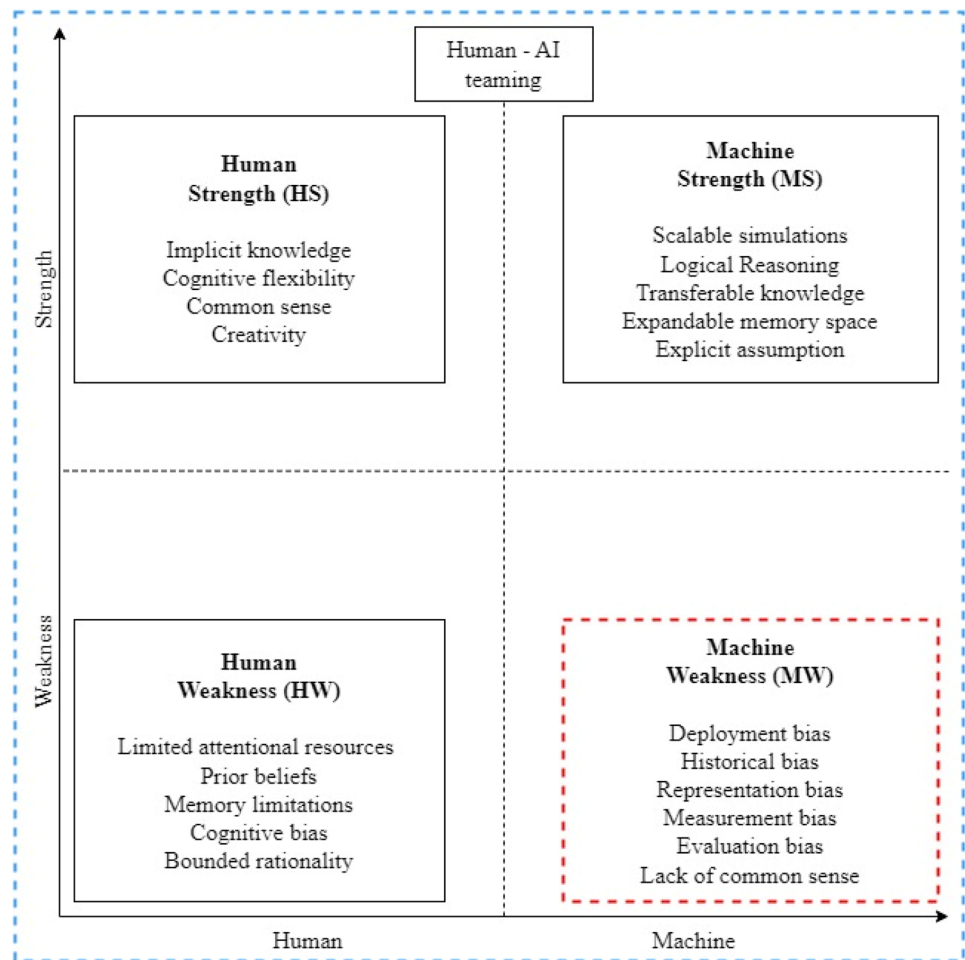 Human - AI
teaming
Human
Strength (HS)
Implicit knowledge
Cognitive flexibility
Common sense
Creativity
Machine
Strength (MS)
Scalable simulations
Logical Reasoning
Transferable knowledge
Expandable memory space
Explicit assumption
Strength
Weakness
Human
Weakness (HW)
Limited attentional resources
Prior beliefs
Memory limitations
Cognitive bias
Bounded rationality
Machine
Weakness (MW)
Deployment bias
Historical bias
Representation bias
Measurement bias
Evaluation bias
Lack of common sense
Human
Machine